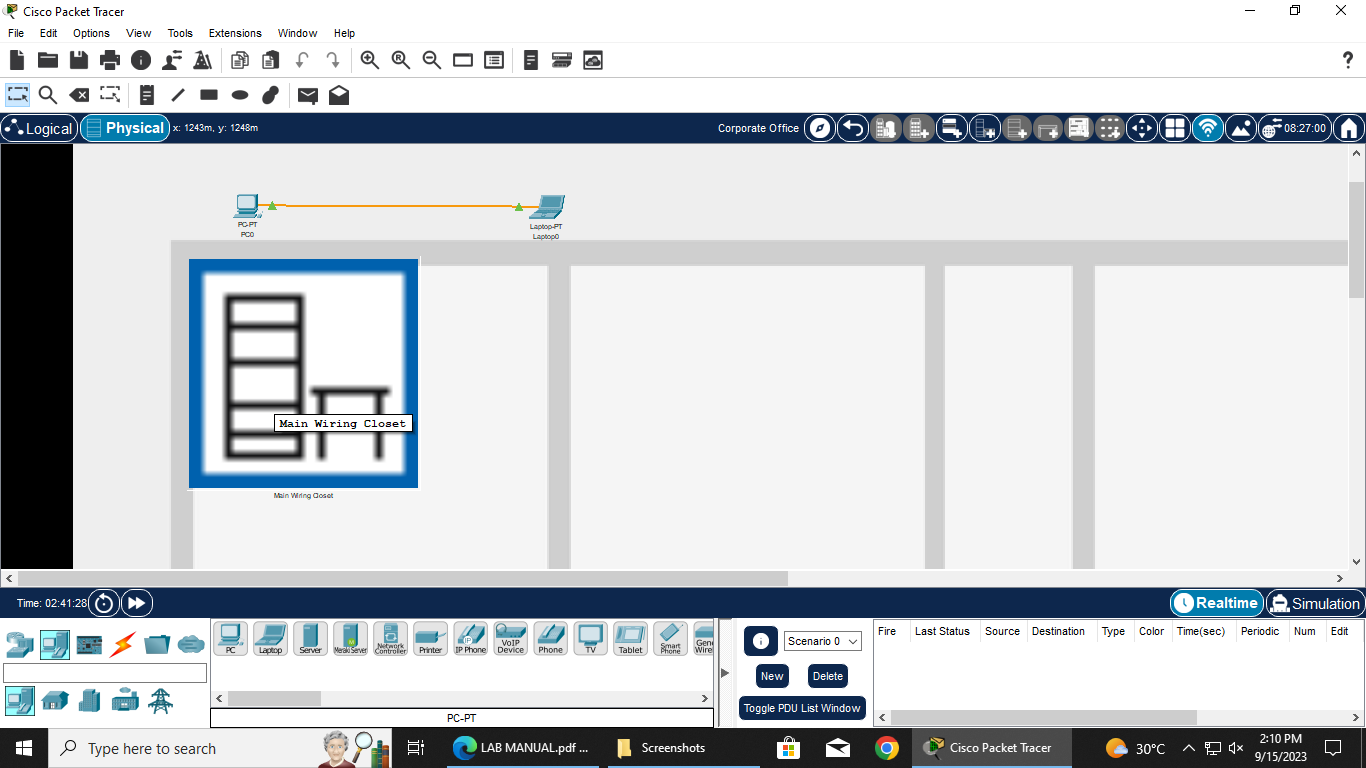 Cisco Packet Tracer
File Edit Options View Tools Extensions Window Help
?
Logical Physical x: 1243m, y: 1248m Corporate Office 08:27:00
PC-PT
PC0
Laptop-PT
Laptop0
Main Wiring Closet
Main Wiring Closet
Time: 02:41:28 Realtime Simulation
PC Laptop Server Meraki Server Network Controller Printer IP Phone VoIP Device Phone TV Tablet Smart Phone
PC-PT
Scenario 0
New Delete
Toggle PDU List Window
Fire Last Status Source Destination Type Color Time(sec) Periodic Num Edit
Type here to search LAB MANUAL.pdf ... Screenshots Cisco Packet Tracer 30°C 2:10 PM
9/15/2023